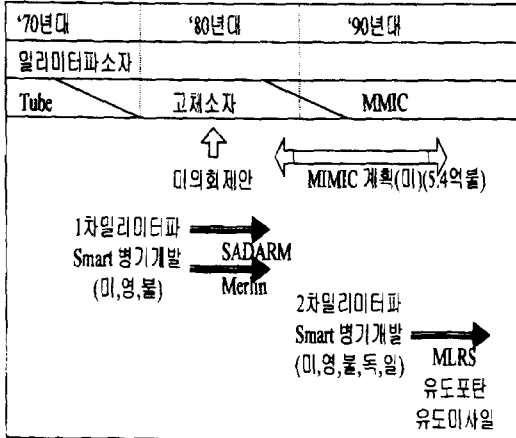 ‘70년대 ‘80년대 ‘90년대
밀리미터파소자
Tube 고체소자 MMIC
미의회제안 MIMIC 계획(미)(5.4억불)
1차밀리미터파
Smart 병기개발 SADARM
(미,영,불) Merlin
2차밀리미터파
Smart 병기개발
(미,영,불,독,일) MLRS
유도포탄
유도미사일